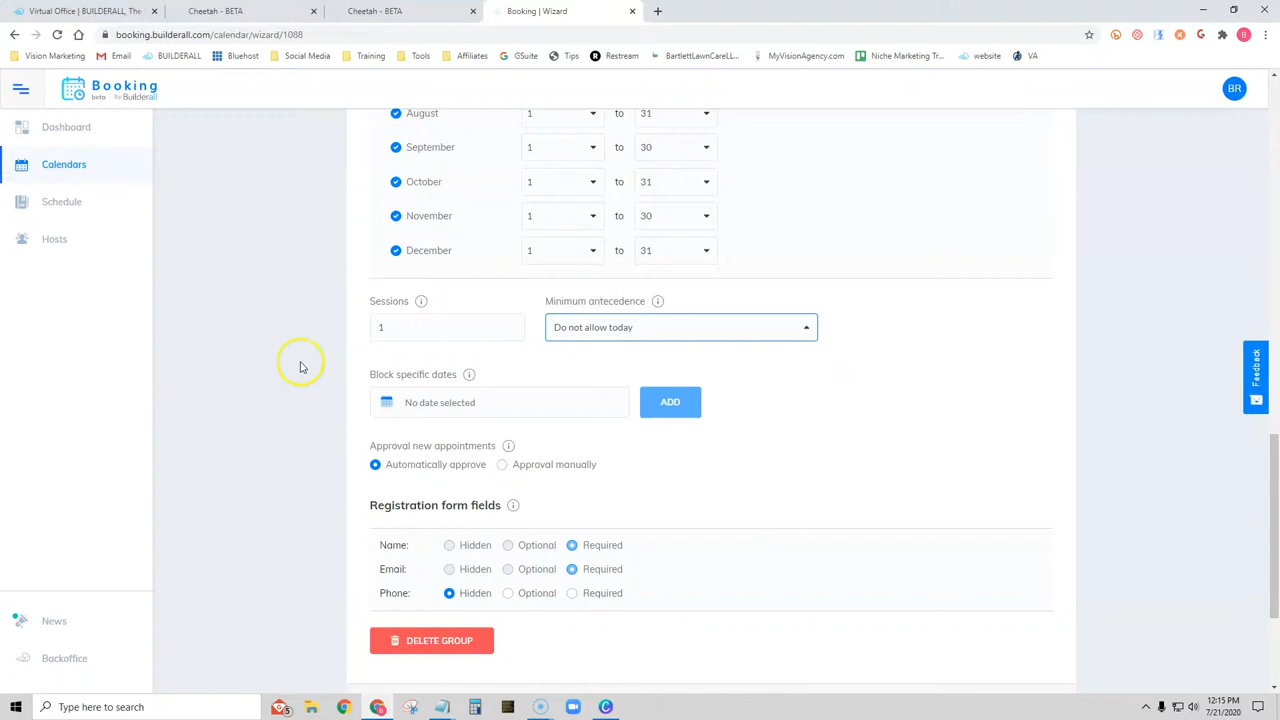 Virtual Office | BUILDERALL, The
Cheetah - BETA
Cheetah - BETA
Booking | Wizard
booking.builderall.com/calendar/wizard/1088
B
Vision Marketing
Email
BUILDERALL
Bluehost
Social Media
Training
Tools
Affiliates
GSuite
Tips
Restream
BartlettLawnCareLL...
MyVisionAgency.com
Niche Marketing Tr...
website
VA
Booking
beta by Builderall
BR
Dashboard
Calendars
Schedule
Hosts
News
Backoffice
August 1 to 31
September 1 to 30
October 1 to 31
November 1 to 30
December 1 to 31
Sessions
Minimum antecedence
1
Do not allow today
Block specific dates
No date selected
ADD
Approval new appointments
Automatically approve
Approval manually
Registration form fields
Name: Hidden Optional Required
Email: Hidden Optional Required
Phone: Hidden Optional Required
DELETE GROUP
Feedback
Type here to search
5
12:15 PM
7/21/2020